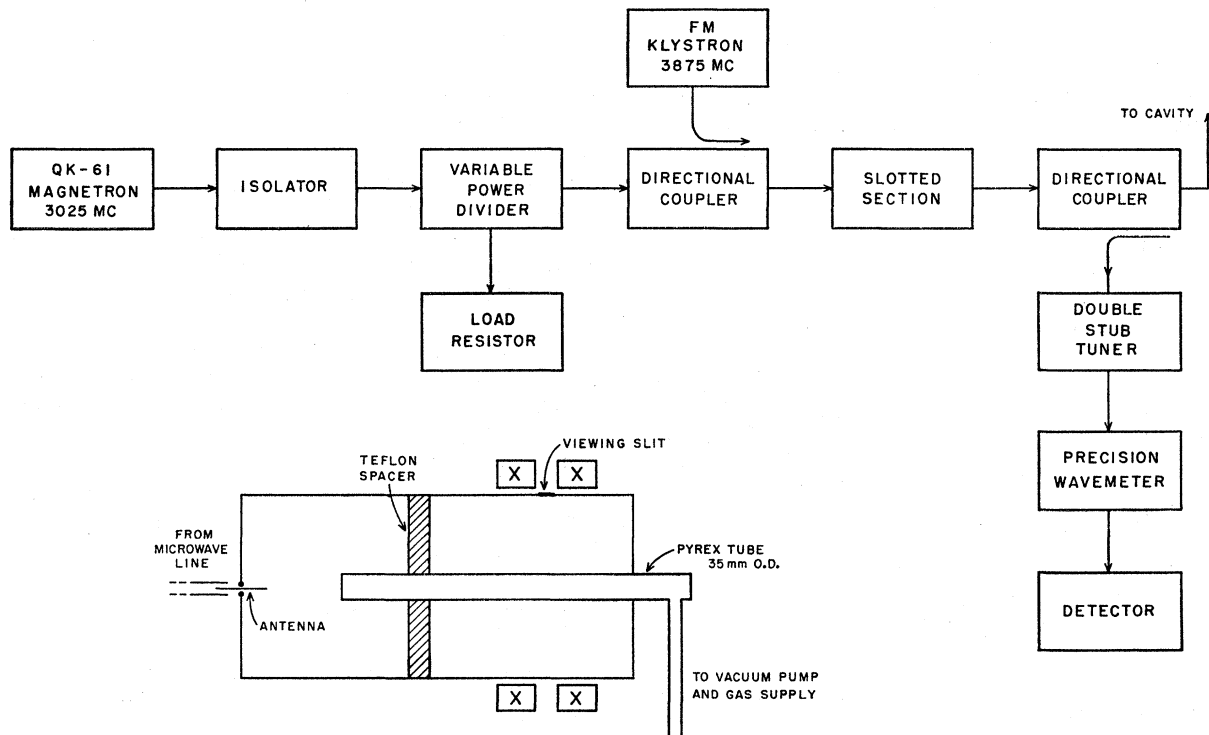 FM
KLYSTRON
3875 MC
TO CAVITY
QK-61
MAGNETRON
3025 MC
ISOLATOR
VARIABLE
POWER
DIVIDER
DIRECTIONAL
COUPLER
SLOTTED
SECTION
DIRECTIONAL
COUPLER
LOAD
RESISTOR
DOUBLE
STUB
TUNER
PRECISION
WAVEMETER
DETECTOR
VIEWING SLIT
TEFLON
SPACER
X X
FROM
MICROWAVE
LINE
PYREX TUBE
35 mm O.D.
ANTENNA
TO VACUUM PUMP
AND GAS SUPPLY
X X